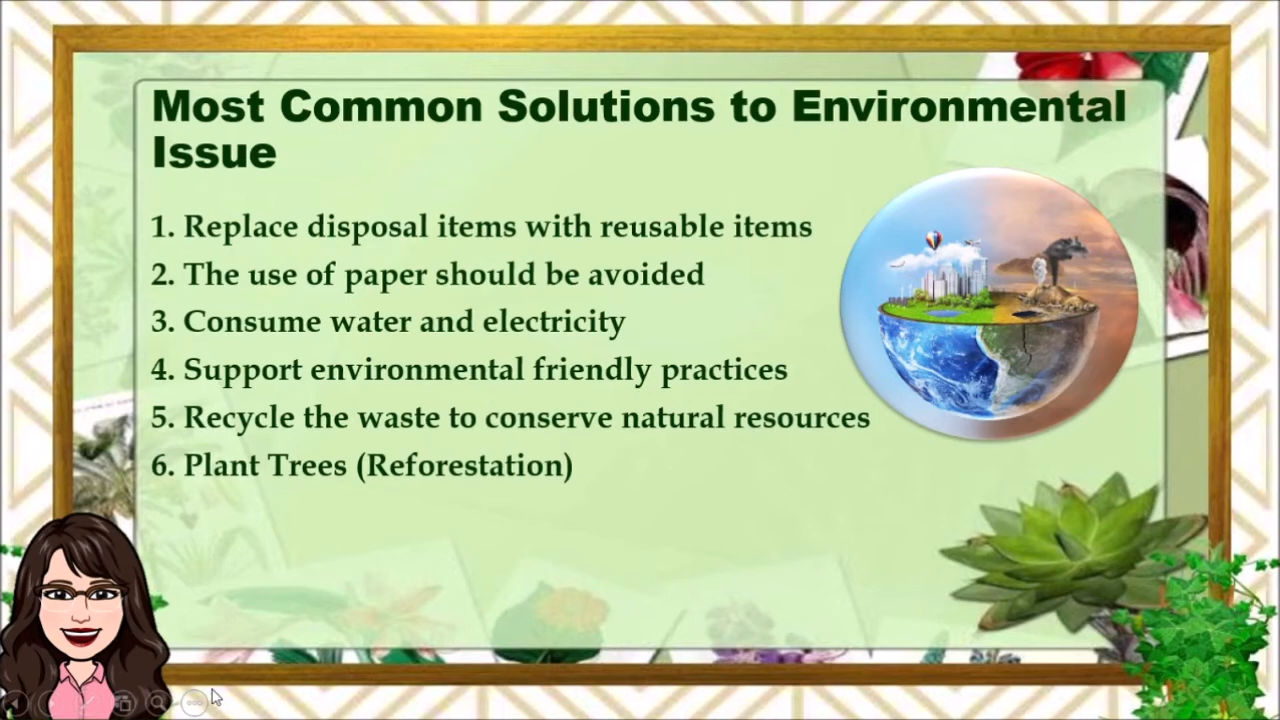 Most Common Solutions to Environmental
Issue
1. Replace disposal items with reusable items
2. The use of paper should be avoided
3. Consume water and electricity
4. Support environmental friendly practices
5. Recycle the waste to conserve natural resources
6. Plant Trees (Reforestation)